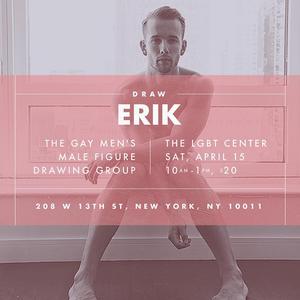 DRAW
ERIK
THE GAY MEN'S
MALE FIGURE
DRAWING GROUP
THE LGBT CENTER
SAT, APRIL 15
10AM-1PM, $20
208 W 13TH ST, NEW YORK, NY 10011